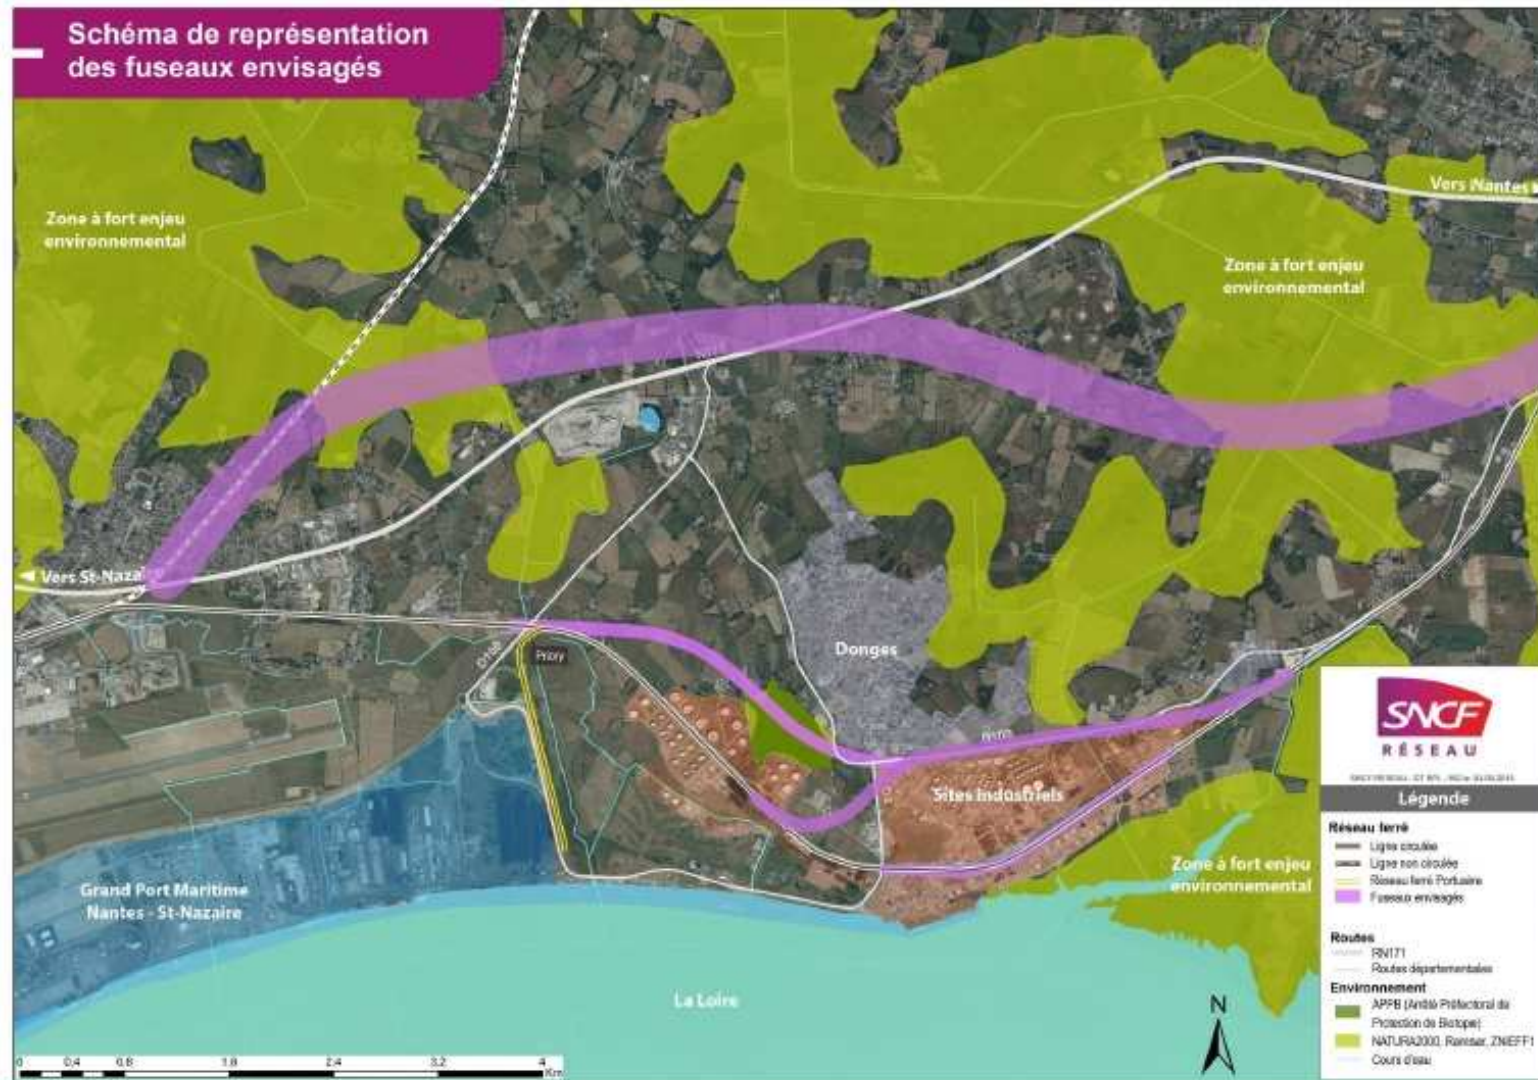 Schéma de représentation
des fuseaux envisagés
Zone à fort enjeu
environnemental
Vers Nantes
Zone à fort enjeu
environnemental
Vers St-Nazaire
Donges
D100
Priory
Sites Industriels
Zone à fort enjeu
environnemental
Grand Port Maritime
Nantes - St-Nazaire
La Loire
N
0 0,4 0,8 1,6 2,4 3,2 4
Km
SNCF
RÉSEAU
Légende
Réseau ferré
Ligne circulée
Ligne non circulée
Réseau ferré Portuaire
Fuseaux envisagés
Routes
RN171
Routes départementales
Environnement
APPB (Arrêté Préfectoral de
Protection de Biotope)
NATURA2000, Ramsar, ZNIEFF1
Cours d'eau